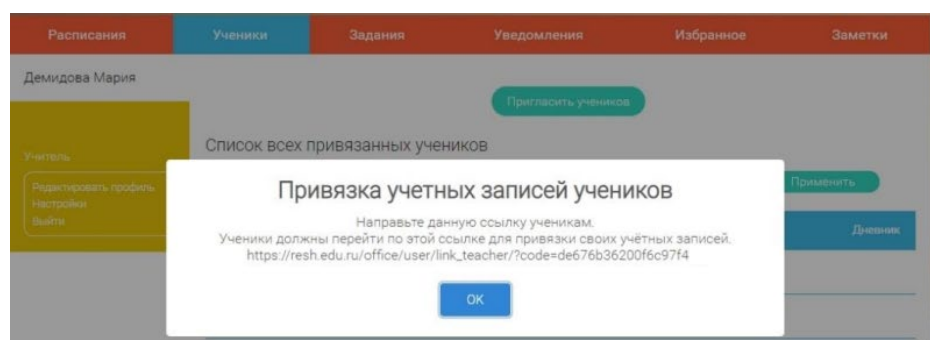 Расписания Ученики Задания Уведомления Избранное Заметки
Демидова Мария
Пригласить учеников
Список всех привязанных учеников
Учитель
Редактировать профиль
Настройки
Выйти
Применить
Дневник
Привязка учетных записей учеников
Направьте данную ссылку ученикам.
Ученики должны перейти по этой ссылке для привязки своих учётных записей.
https://resh.edu.ru/office/user/link_teacher/?code=de676b36200f6c97f4
OK